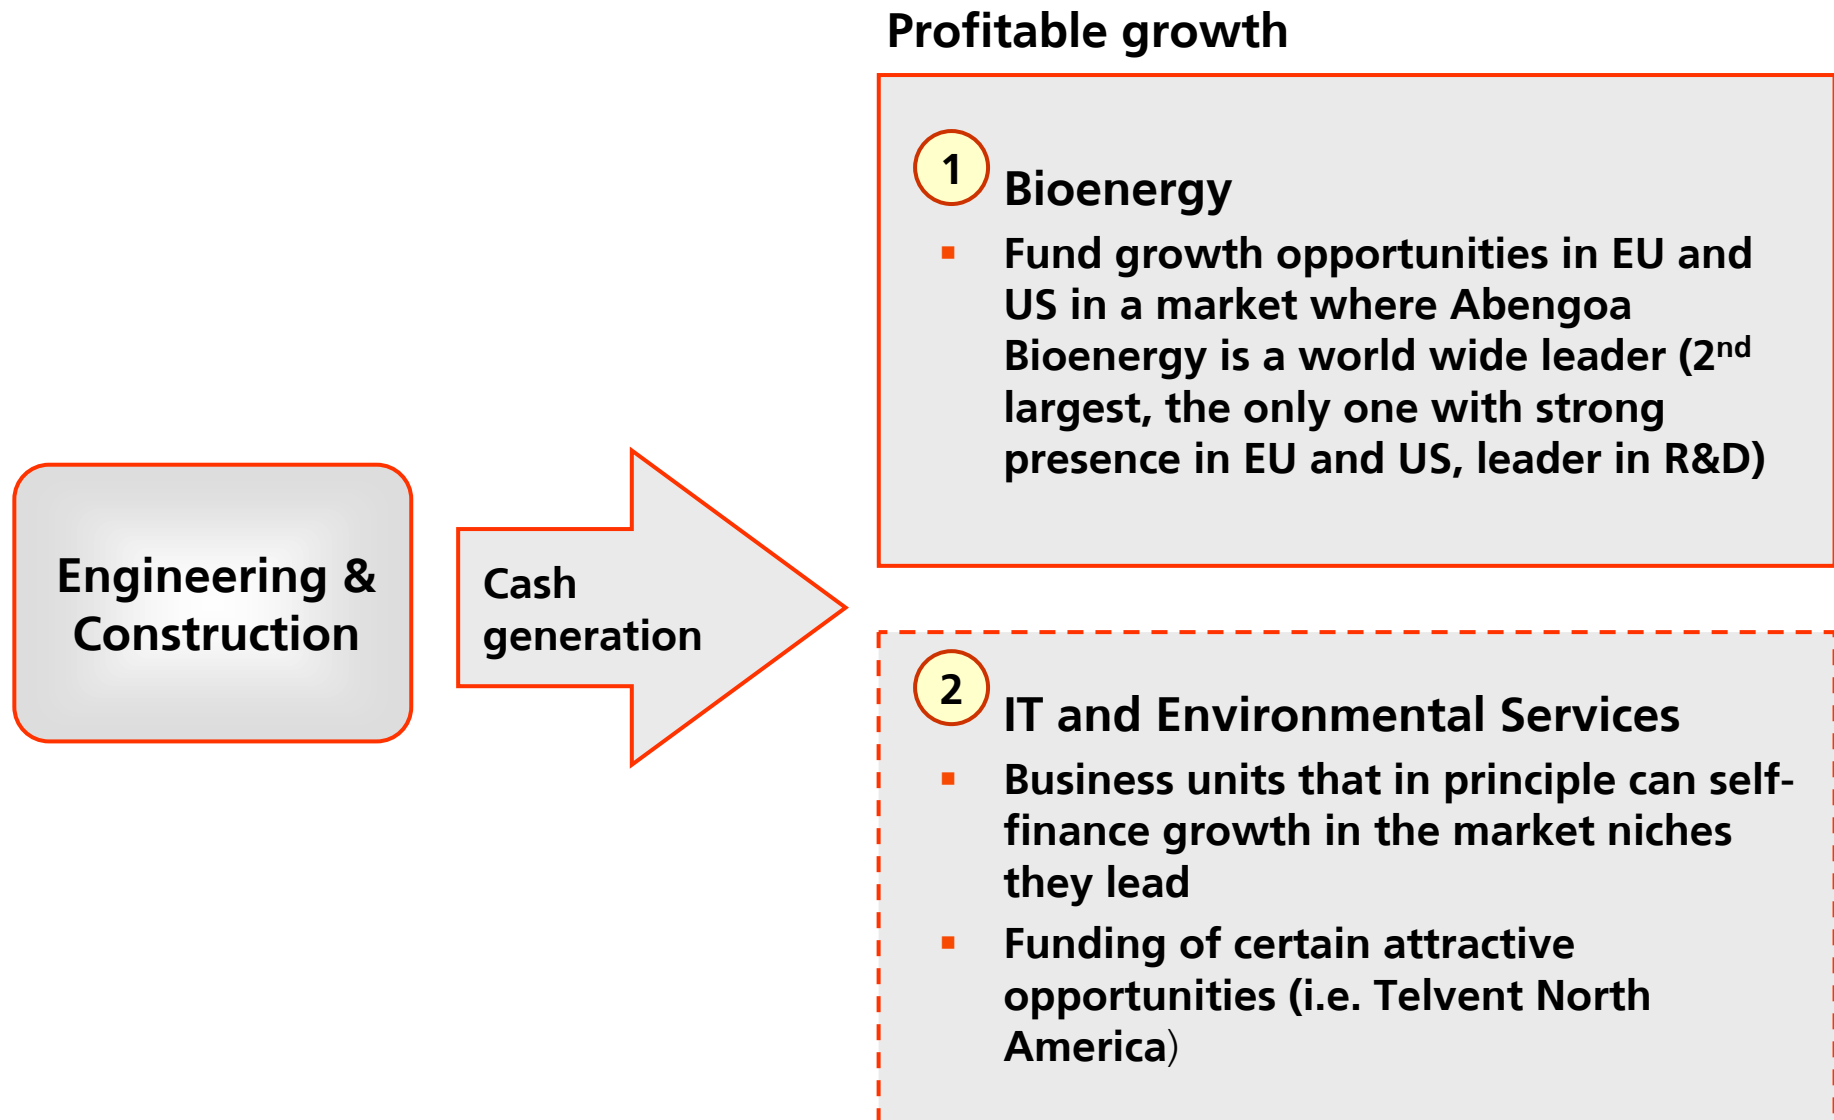 Profitable growth
1
Bioenergy
▪ Fund growth opportunities in EU and
US in a market where Abengoa
Bioenergy is a world wide leader (2nd
largest, the only one with strong
presence in EU and US, leader in R&D)
Engineering &
Construction
Cash
generation
2
IT and Environmental Services
▪ Business units that in principle can self-
finance growth in the market niches
they lead
▪ Funding of certain attractive
opportunities (i.e. Telvent North
America)